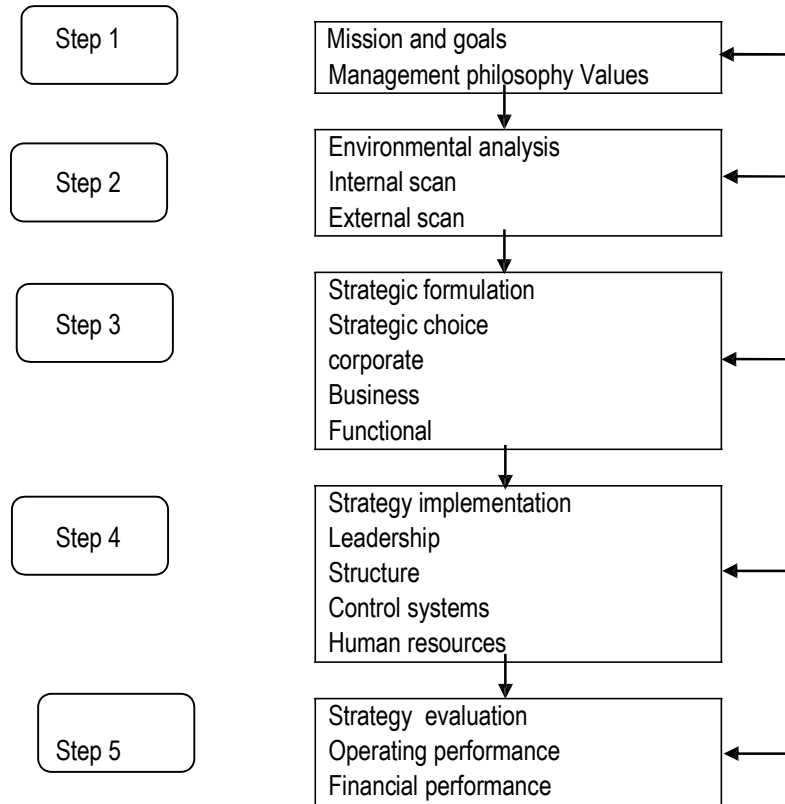 Step 1
Mission and goals
Management philosophy Values
Step 2
Environmental analysis
Internal scan
External scan
Step 3
Strategic formulation
Strategic choice
corporate
Business
Functional
Step 4
Strategy implementation
Leadership
Structure
Control systems
Human resources
Step 5
Strategy evaluation
Operating performance
Financial performance